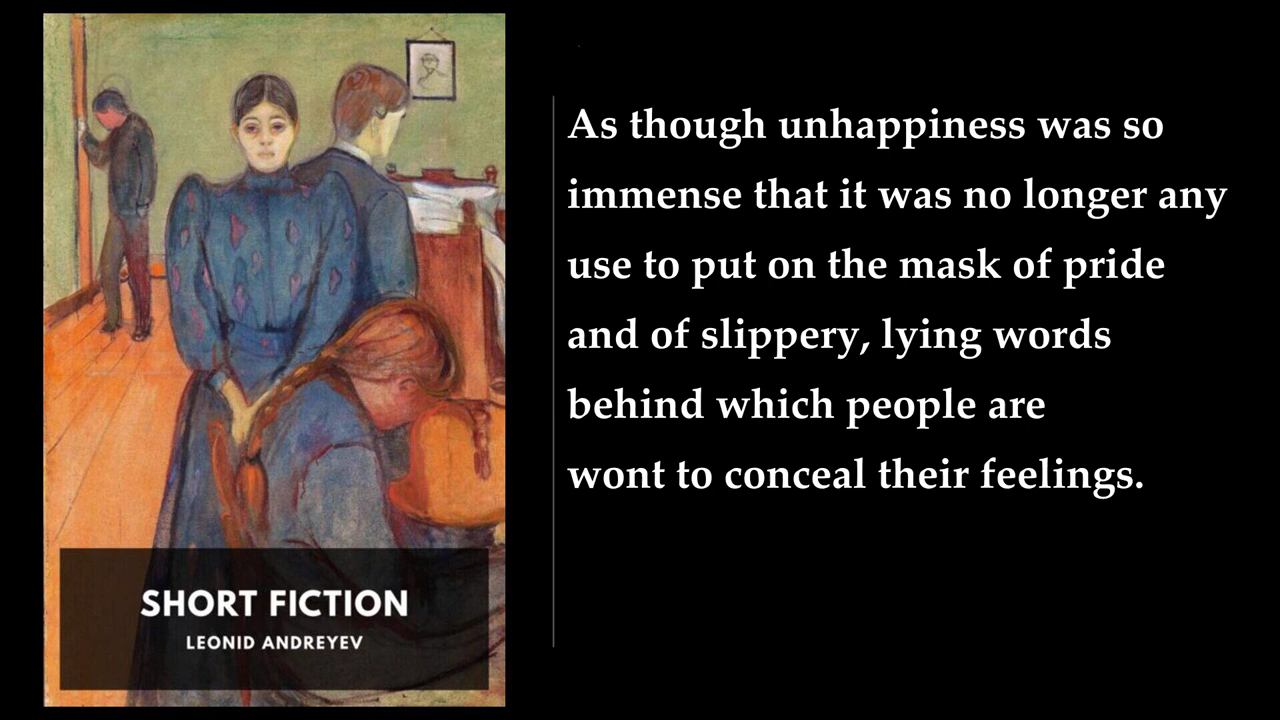 SHORT FICTION
LEONID ANDREYEV
As though unhappiness was so
immense that it was no longer any
use to put on the mask of pride
and of slippery, lying words
behind which people are
wont to conceal their feelings.